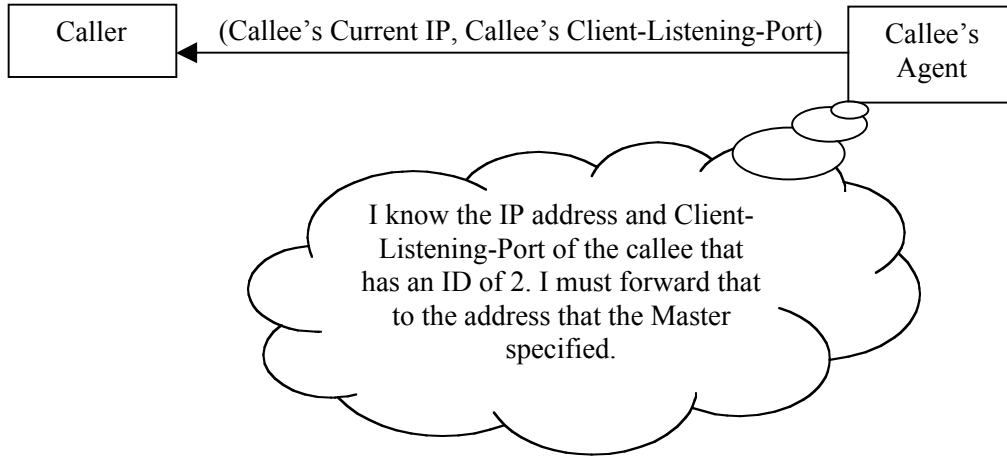 Caller
(Callee’s Current IP, Callee’s Client-Listening-Port)
Callee’s
Agent
I know the IP address and Client-
Listening-Port of the callee that
has an ID of 2. I must forward that
to the address that the Master
specified.